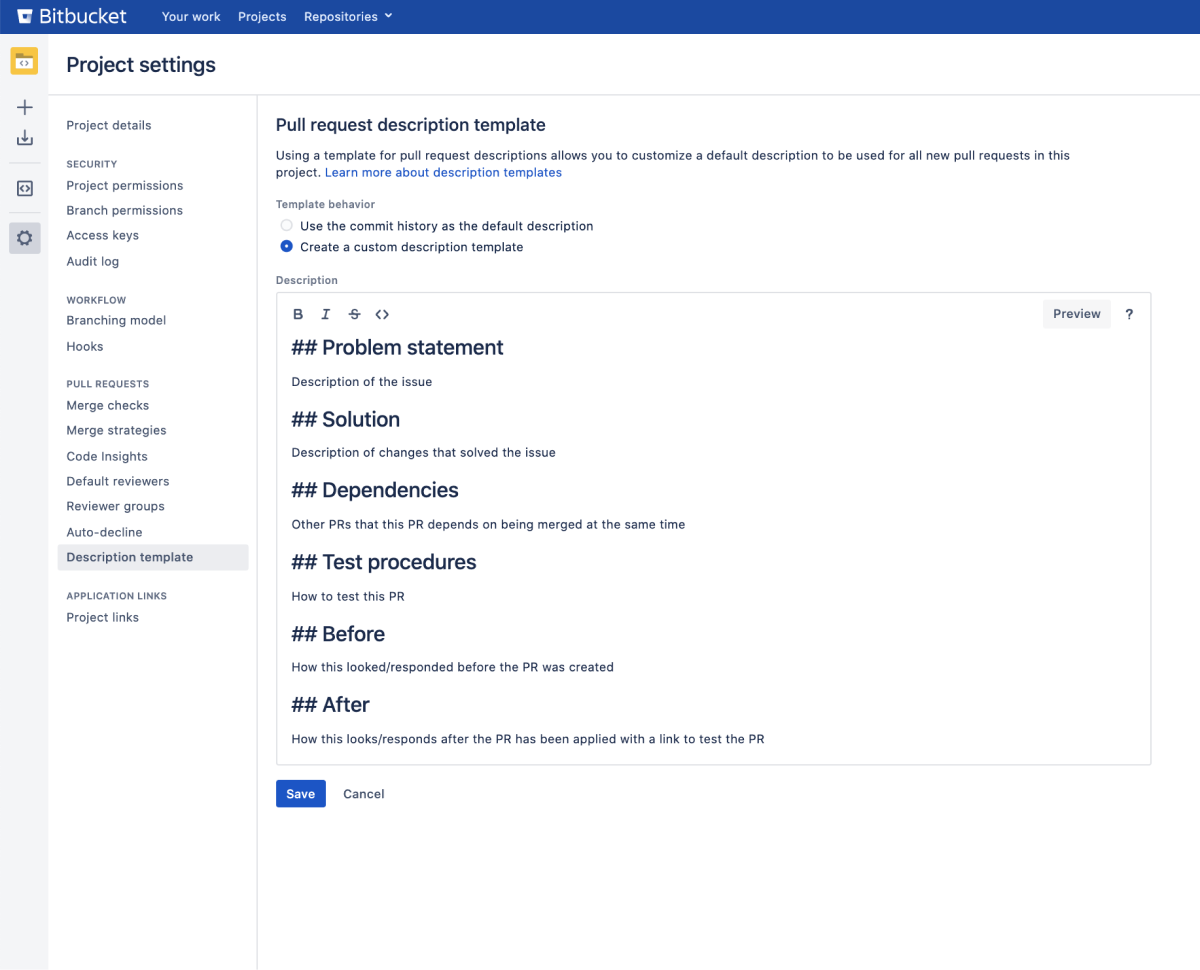 Bitbucket Your work Projects Repositories
Project settings
Project details
SECURITY
Project permissions
Branch permissions
Access keys
Audit log
WORKFLOW
Branching model
Hooks
PULL REQUESTS
Merge checks
Merge strategies
Code Insights
Default reviewers
Reviewer groups
Auto-decline
Description template
APPLICATION LINKS
Project links
Pull request description template
Using a template for pull request descriptions allows you to customize a default description to be used for all new pull requests in this
project. Learn more about description templates
Template behavior
Use the commit history as the default description
Create a custom description template
Description
B I S <> Preview ?
## Problem statement
Description of the issue
## Solution
Description of changes that solved the issue
## Dependencies
Other PRs that this PR depends on being merged at the same time
## Test procedures
How to test this PR
## Before
How this looked/responded before the PR was created
## After
How this looks/responds after the PR has been applied with a link to test the PR
Save Cancel